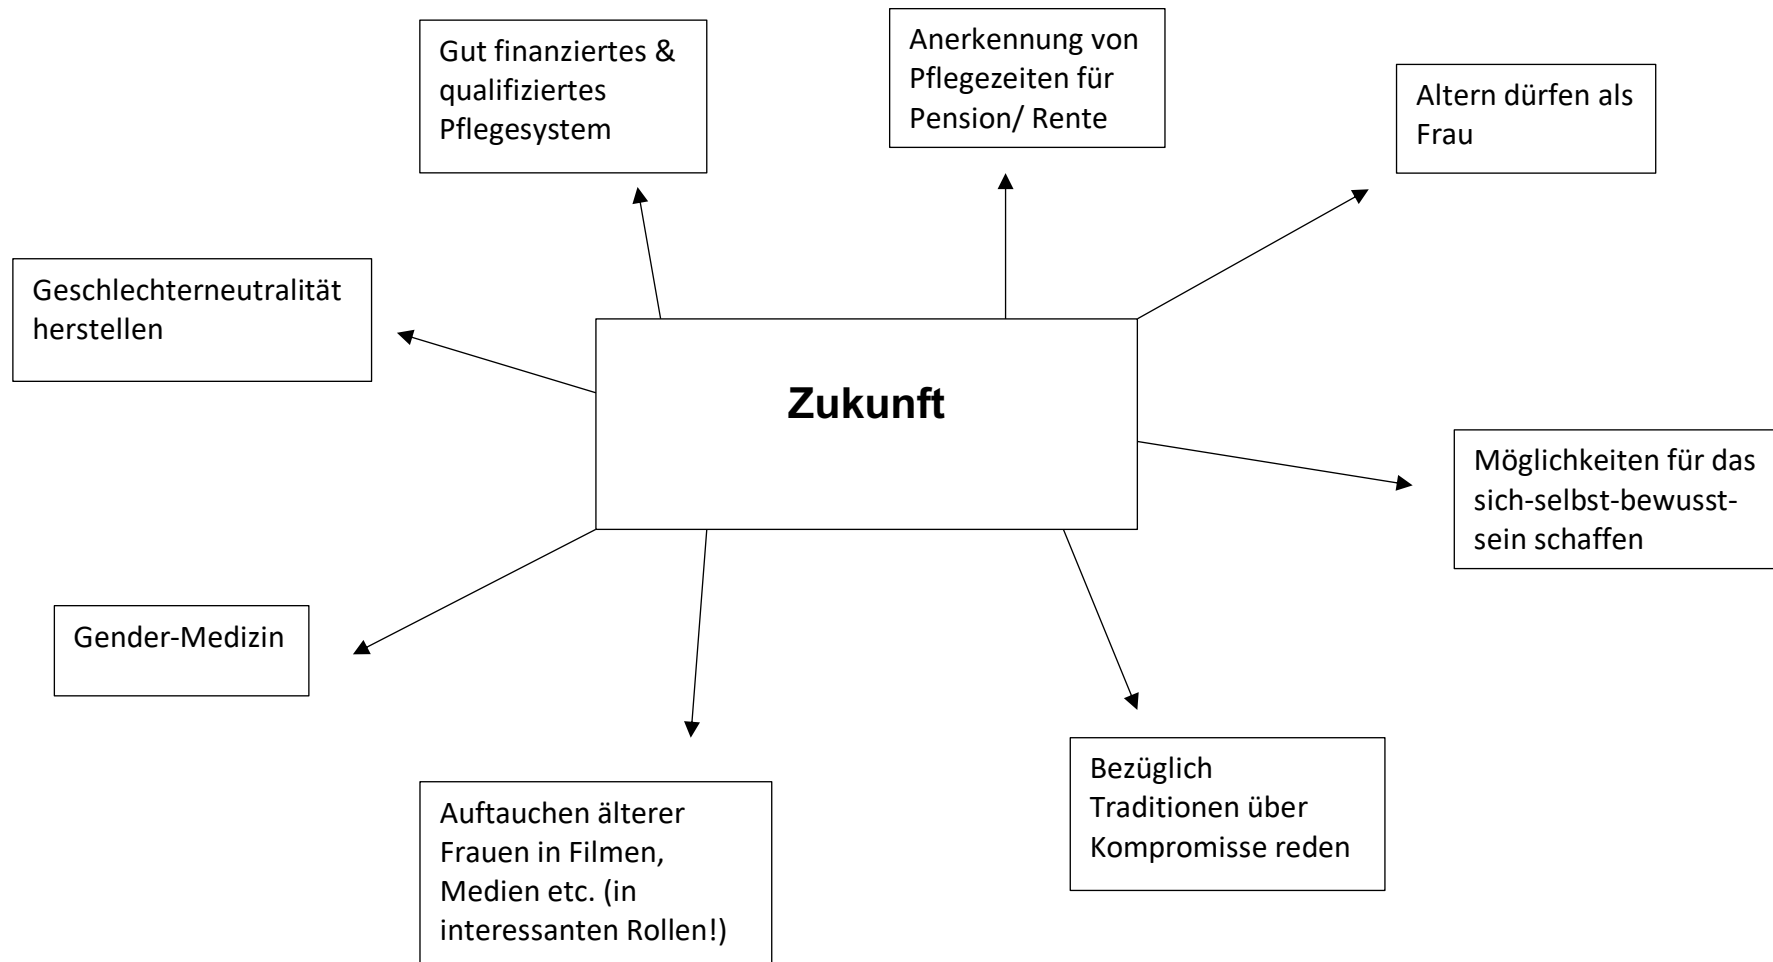 Gut finanziertes &
qualifiziertes
Pflegesystem
Anerkennung von
Pflegezeiten für
Pension/ Rente
Altern dürfen als
Frau
Geschlechterneutralität
herstellen
Zukunft
Möglichkeiten für das
sich-selbst-bewusst-
sein schaffen
Gender-Medizin
Auftauchen älterer
Frauen in Filmen,
Medien etc. (in
interessanten Rollen!)
Bezüglich
Traditionen über
Kompromisse reden